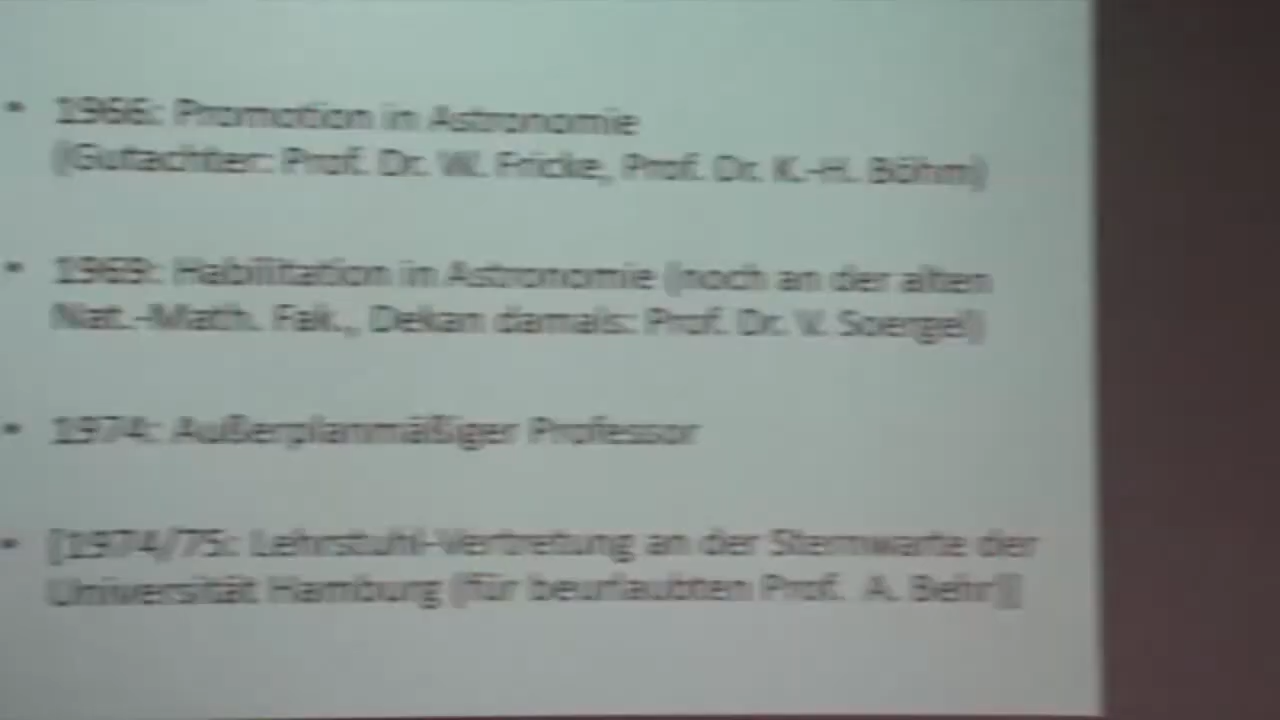 • 1966: Promotion in Astronomie
(Gutachter: Prof. Dr. W. Fricke, Prof. Dr. K.-H. Böhm)
• 1969: Habilitation in Astronomie (noch an der alten
Nat.-Math. Fak., Dekan damals: Prof. Dr. V. Soergel)
• 1974: Außerplanmäßiger Professor
• [1974/75: Lehrstuhl-Vertretung an der Sternwarte der
Universität Hamburg (für beurlaubten Prof. A. Behr)]